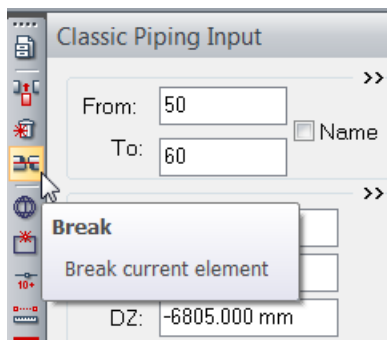 Classic Piping Input
>>
From: 50
Name
To: 60
>>
Break
Break current element
10+
DZ: -6805.000 mm